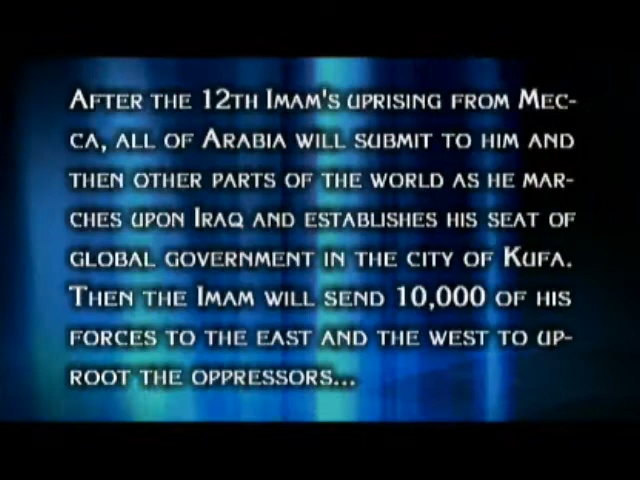 After the 12th Imam's uprising from Mec-
ca, all of Arabia will submit to him and
then other parts of the world as he mar-
ches upon Iraq and establishes his seat of
global government in the city of Kufa.
Then the Imam will send 10,000 of his
forces to the east and the west to up-
root the oppressors...